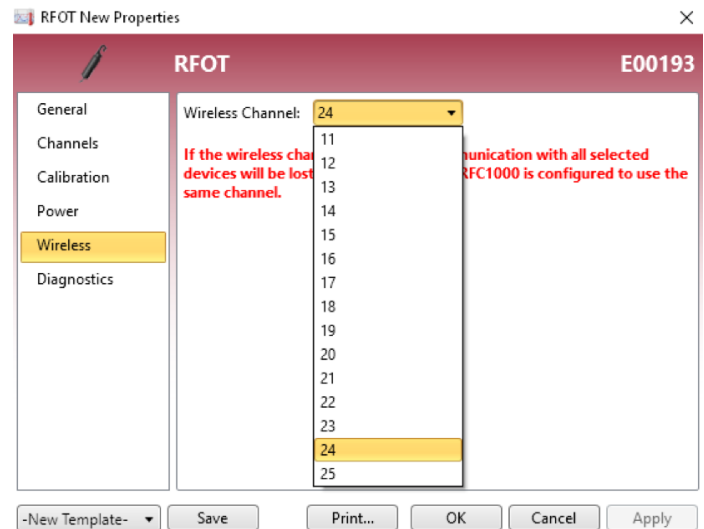 RFOT New Properties
RFOT E00193
General
Channels
Calibration
Power
Wireless
Diagnostics
Wireless Channel: 24
11
12
13
14
15
16
17
18
19
20
21
22
23
24
25
If the wireless cha unication with all selected
devices will be lost RFC1000 is configured to use the
same channel.
-New Template- Save Print... OK Cancel Apply